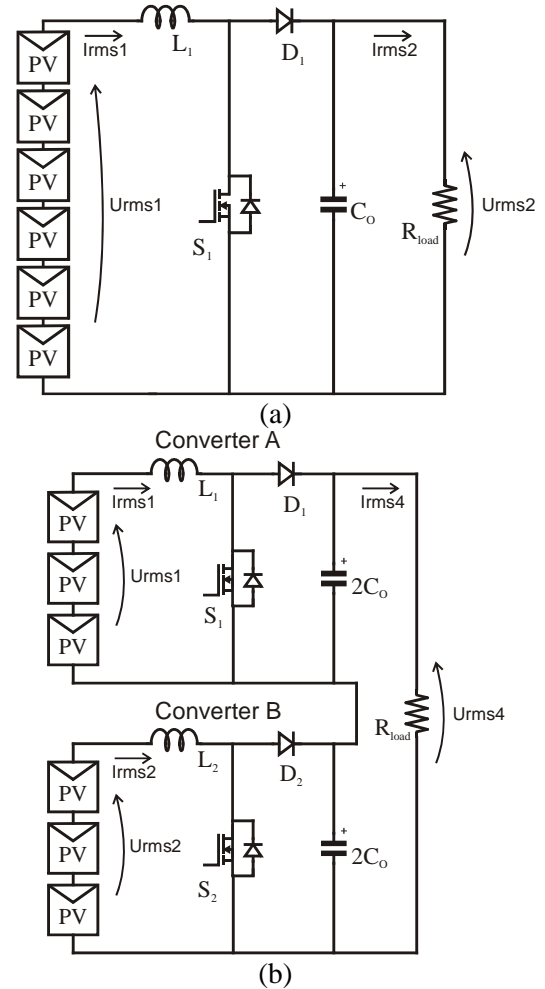 Irms1
L1
D1
Irms2
PV
PV
PV
PV
PV
PV
Urms1
S1
+
CO
Rload
Urms2
(a)
Converter A
Irms1
L1
D1
Irms4
PV
PV
PV
Urms1
S1
+
2CO
Converter B
Irms2
L2
D2
Rload
Urms4
PV
PV
PV
Urms2
S2
+
2CO
(b)